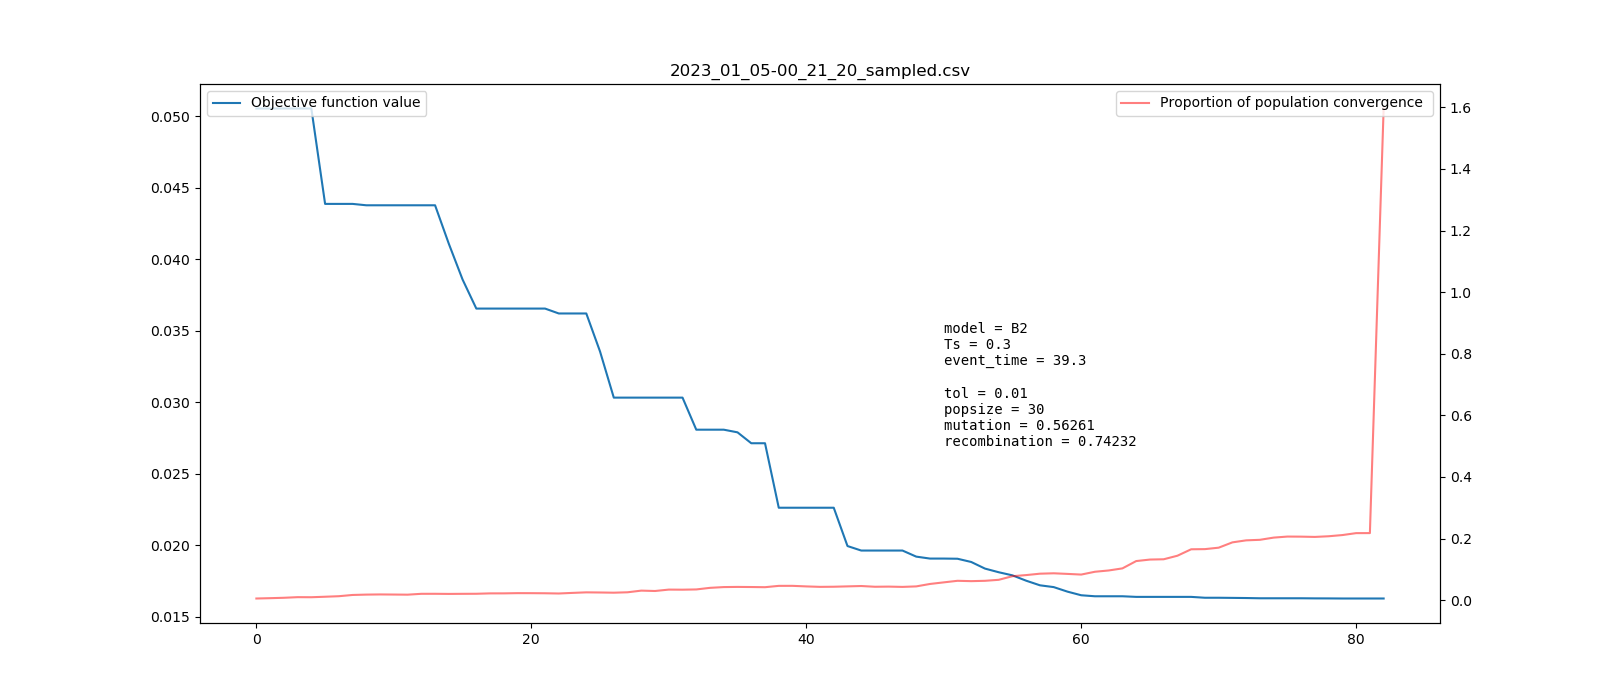 2023_01_05-00_21_20_sampled.csv
Objective function value
Proportion of population convergence
0.050
0.045
0.040
0.035
0.030
0.025
0.020
0.015
1.6
1.4
1.2
1.0
0.8
0.6
0.4
0.2
0.0
model = B2
Ts = 0.3
event_time = 39.3
tol = 0.01
popsize = 30
mutation = 0.56261
recombination = 0.74232
0
20
40
60
80